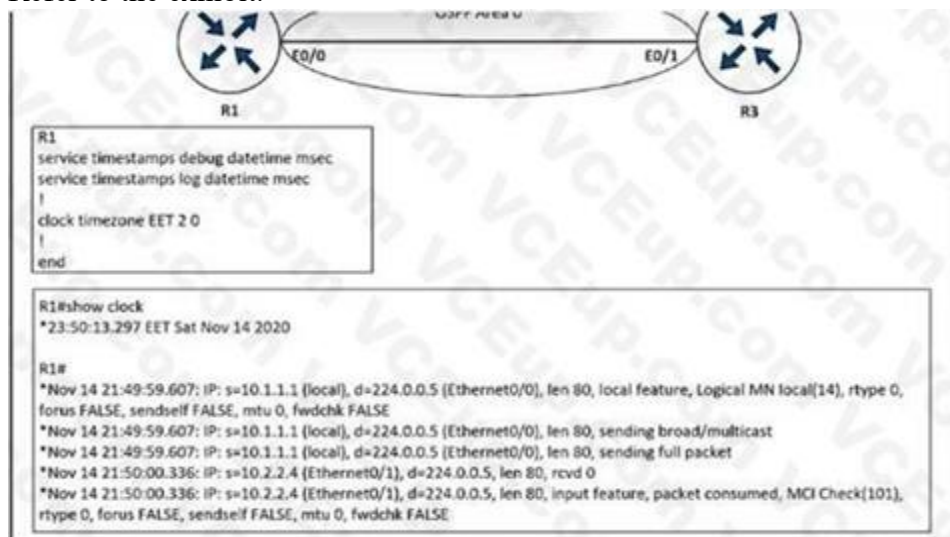 OSPF Area 0
E0/0
E0/1
R1
R3
R1
service timestamps debug datetime msec
service timestamps log datetime msec
!
clock timezone EET 2 0
!
end
R1#show clock
*23:50:13.297 EET Sat Nov 14 2020
R1#
*Nov 14 21:49:59.607: IP: s=10.1.1.1 (local), d=224.0.0.5 (Ethernet0/0), len 80, local feature, Logical MN local(14), rtype 0,
forus FALSE, sendself FALSE, mtu 0, fwdchk FALSE
*Nov 14 21:49:59.607: IP: s=10.1.1.1 (local), d=224.0.0.5 (Ethernet0/0), len 80, sending broad/multicast
*Nov 14 21:49:59.607: IP: s=10.1.1.1 (local), d=224.0.0.5 (Ethernet0/0), len 80, sending full packet
*Nov 14 21:50:00.336: IP: s=10.2.2.4 (Ethernet0/1), d=224.0.0.5, len 80, rcvd 0
*Nov 14 21:50:00.336: IP: s=10.2.2.4 (Ethernet0/1), d=224.0.0.5, len 80, input feature, packet consumed, MCI Check(101),
rtype 0, forus FALSE, sendself FALSE, mtu 0, fwdchk FALSE
VCEup.com